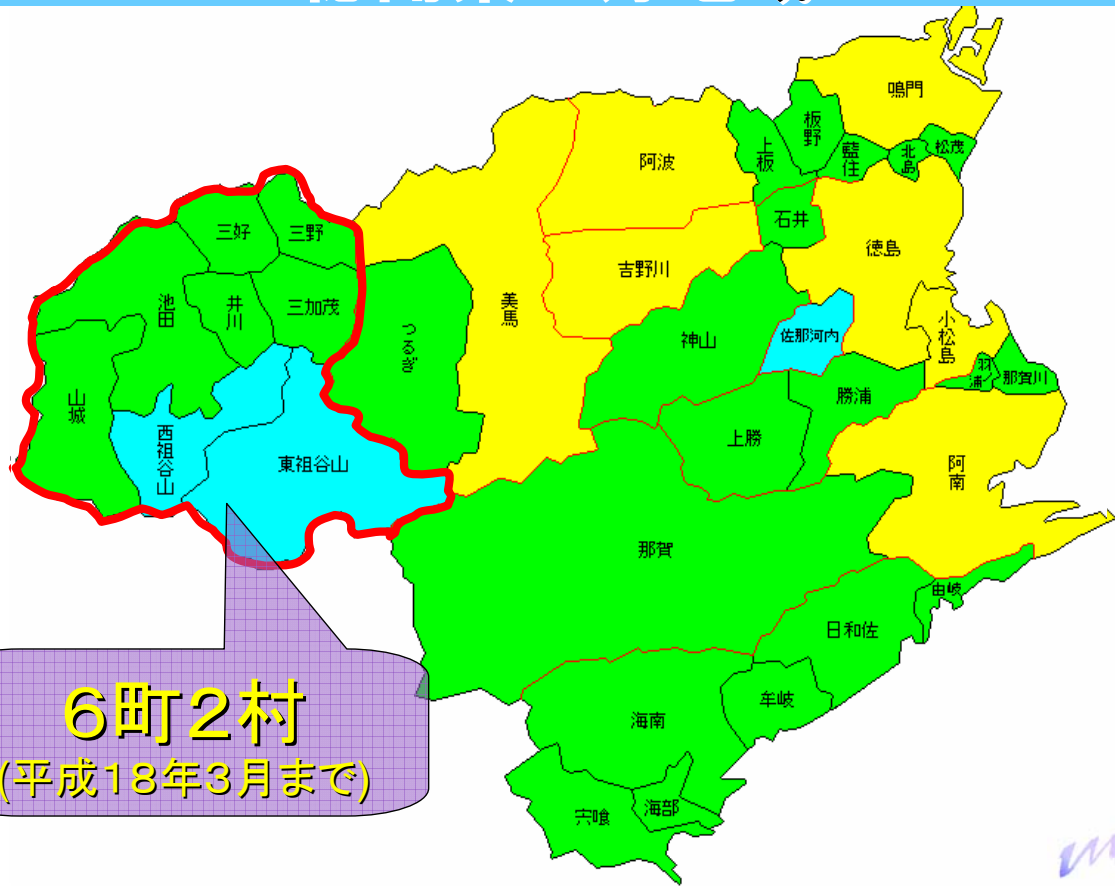 鳴門
板野
上板
藍住
北島
松茂
阿波
石井
徳島
三好
三野
吉野川
池田
井川
三加茂
美馬
つるぎ
神山
佐那河内
小松島
羽浦
那賀川
山城
西祖谷山
東祖谷山
勝浦
上勝
阿南
那賀
由岐
日和佐
牟岐
海南
海部
宍喰
6町2村
(平成18年3月まで)